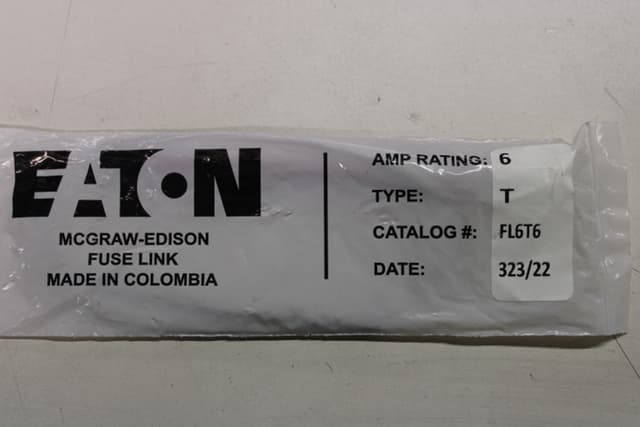 EATON
MCGRAW-EDISON
FUSE LINK
MADE IN COLOMBIA
AMP RATING: 6
TYPE: T
CATALOG #: FL6T6
DATE: 323/22